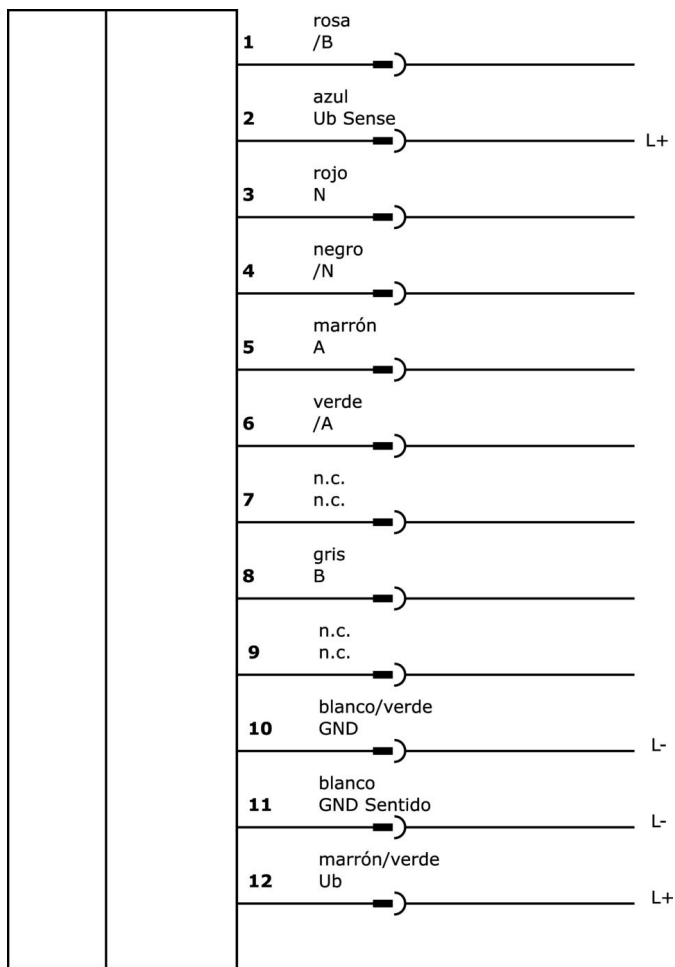 rosa
1 /B
azul
2 Ub Sense L+
rojo
3 N
negro
4 /N
marrón
5 A
verde
6 /A
n.c.
7 n.c.
gris
8 B
n.c.
9 n.c.
blanco/verde
10 GND L-
blanco
11 GND Sentido L-
marrón/verde
12 Ub L+